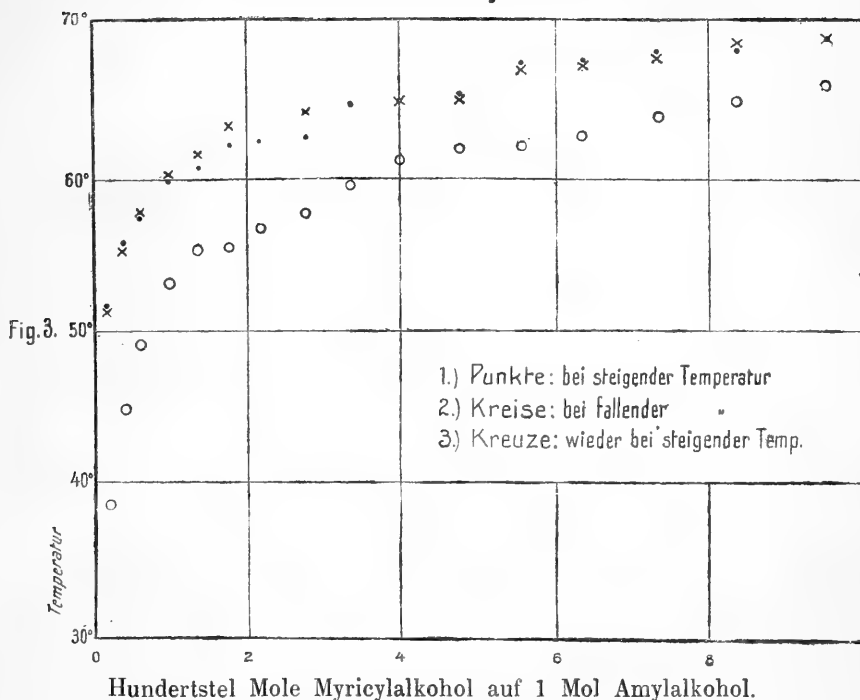 70°
60°
Fig.3. 50°
1.) Punkte: bei steigender Temperatur
2.) Kreise: bei fallender "
3.) Kreuze: wieder bei steigender Temp.
40°
Temperatur
30°
0 2 4 6 8
Hundertstel Mole Myricylalkohol auf 1 Mol Amylalkohol.